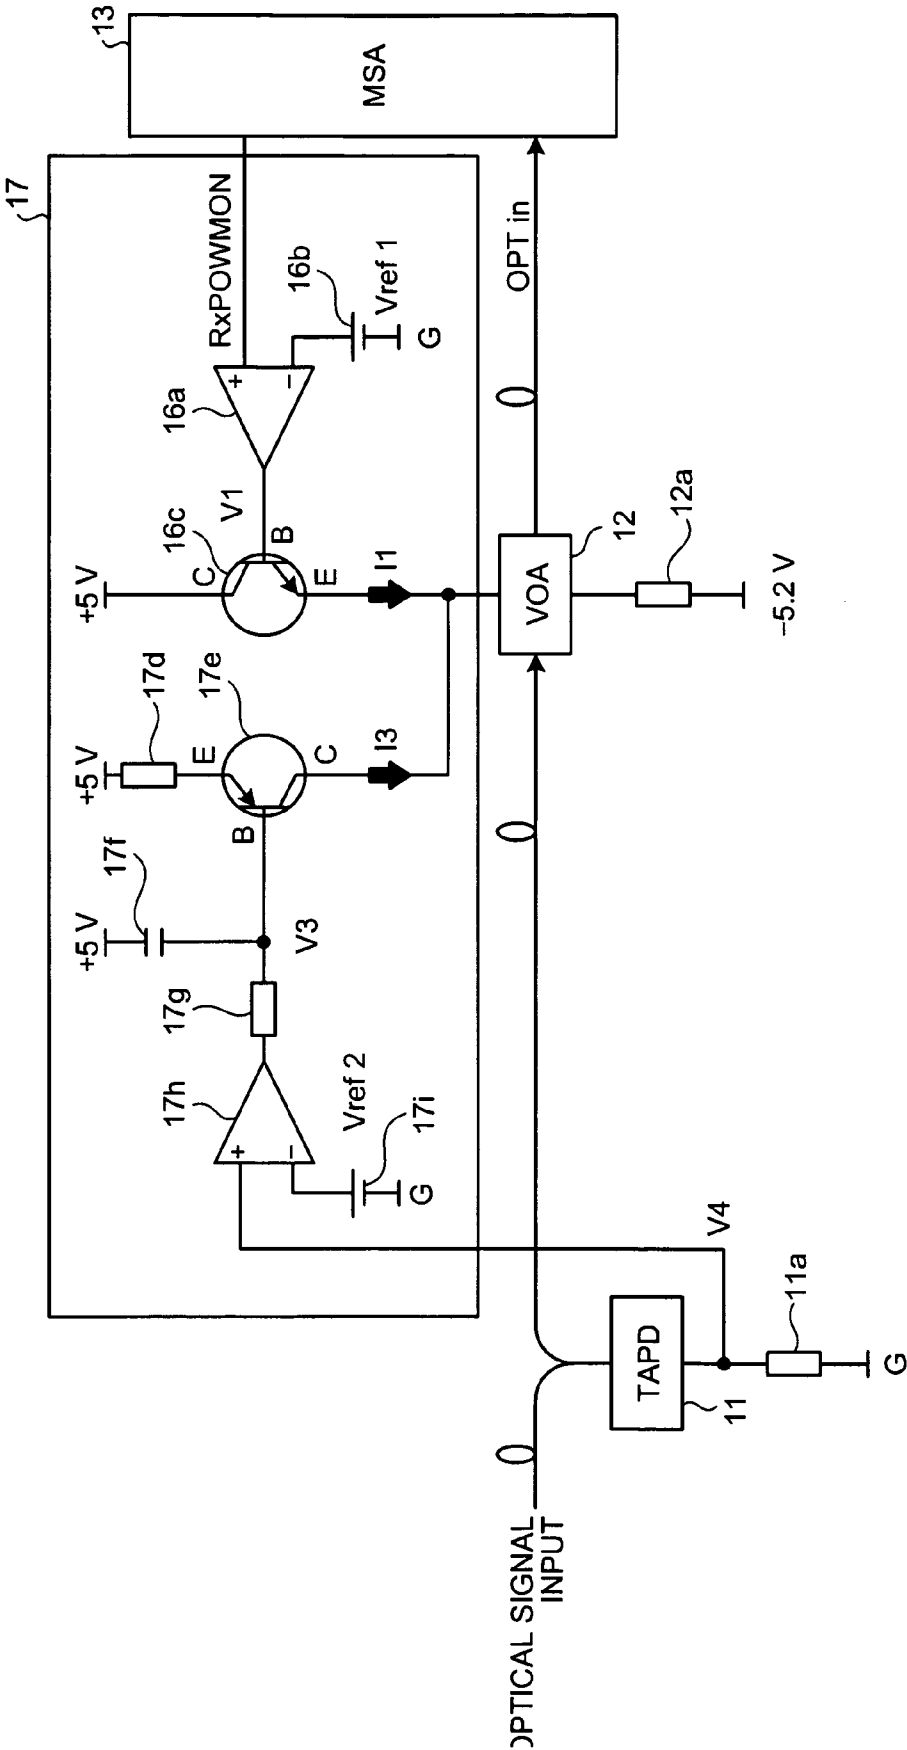 17
13
MSA
RxPOWMON
16a
+
−
16b
Vref 1
G
V1
16c
+5 V
C
B
E
I1
+5 V
17d
17e
E
B
C
I3
+5 V
17f
V3
17g
17h
+
−
Vref 2
17i
G
OPT in
VOA
12
12a
−5.2 V
V4
TAPD
11
11a
G
OPTICAL SIGNAL
INPUT